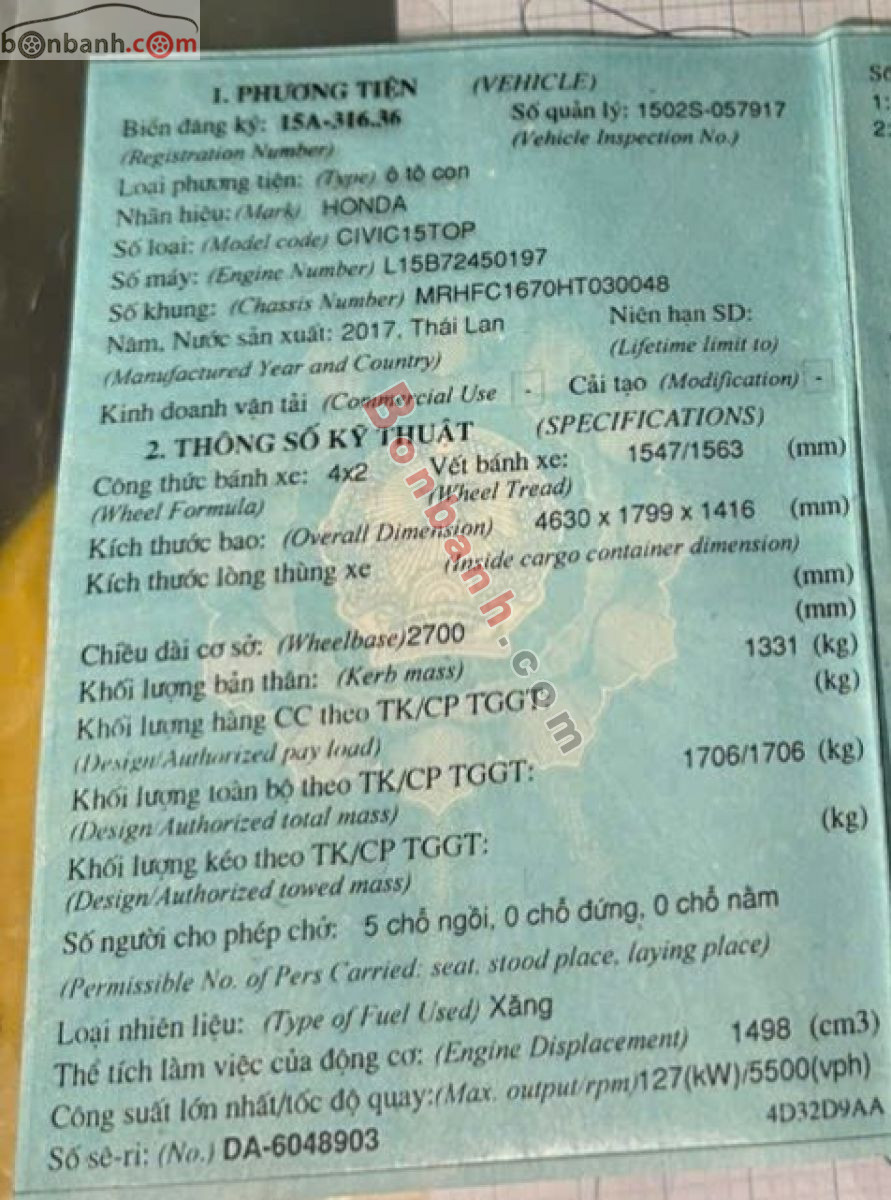 bonbanh.com
1. PHƯƠNG TIỆN (VEHICLE)
Biển đăng ký: 15A-316.36 Số quản lý: 1502S-057917
(Registration Number) (Vehicle Inspection No.)
Loại phương tiện: (Type) ô tô con
Nhãn hiệu: (Mark) HONDA
Số loại: (Model code) CIVIC15TOP
Số máy: (Engine Number) L15B72450197
Số khung: (Chassis Number) MRHFC1670HT030048
Năm, Nước sản xuất: 2017, Thái Lan Niên hạn SD:
(Manufactured Year and Country) (Lifetime limit to)
Kinh doanh vận tải (Commercial Use - Cải tạo (Modification) -
2. THÔNG SỐ KỸ THUẬT (SPECIFICATIONS)
Công thức bánh xe: 4x2 Vết bánh xe: 1547/1563 (mm)
(Wheel Formula) (Wheel Tread)
Kích thước bao: (Overall Dimension) 4630 x 1799 x 1416 (mm)
Kích thước lòng thùng xe (Inside cargo container dimension)
(mm)
Chiều dài cơ sở: (Wheelbase)2700 (mm)
Khối lượng bản thân: (Kerb mass) 1331 (kg)
Khối lượng hàng CC theo TK/CP TGGT: (kg)
(Design/Authorized pay load)
Khối lượng toàn bộ theo TK/CP TGGT: 1706/1706 (kg)
(Design/Authorized total mass)
Khối lượng kéo theo TK/CP TGGT: (kg)
(Design/Authorized towed mass)
Số người cho phép chở: 5 chỗ ngồi, 0 chỗ đứng, 0 chỗ nằm
(Permissible No. of Pers Carried: seat, stood place, laying place)
Loại nhiên liệu: (Type of Fuel Used) Xăng
Thể tích làm việc của động cơ: (Engine Displacement) 1498 (cm3)
Công suất lớn nhất/tốc độ quay:(Max. output/rpm)127(kW)/5500(vph)
Số sê-ri: (No.) DA-6048903 4D32D9AA
Số
1:
2:
Bonbanh.com